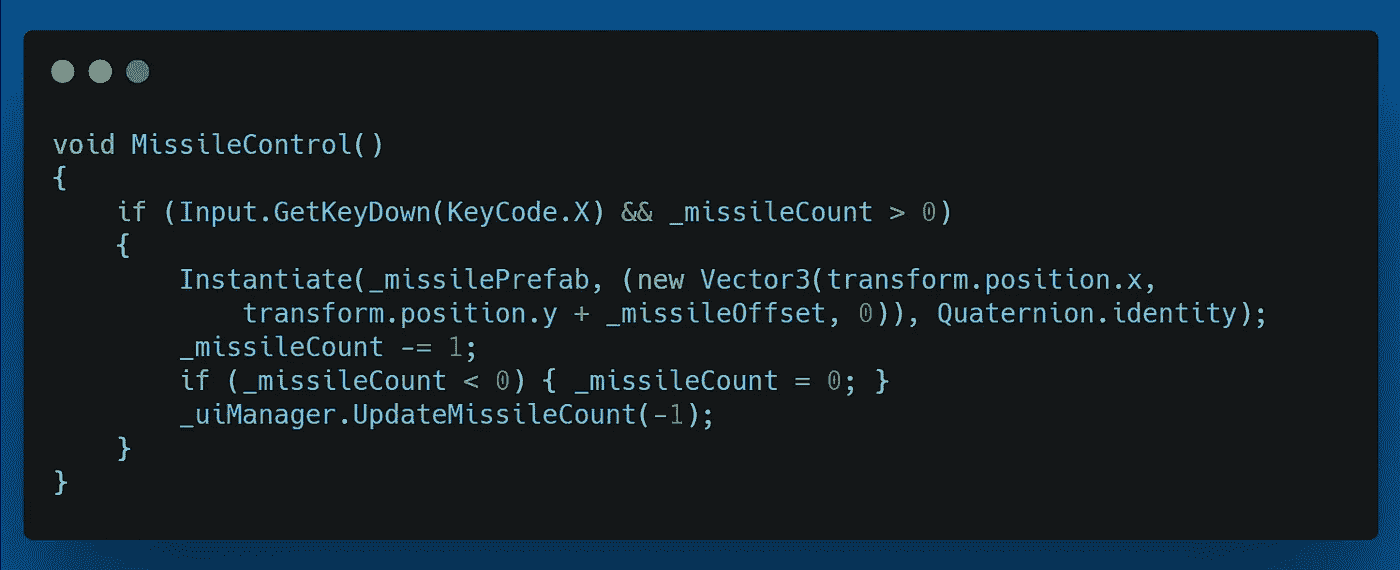 void MissileControl()
{
    if (Input.GetKeyDown(KeyCode.X) && _missileCount > 0)
    {
        Instantiate(_missilePrefab, (new Vector3(transform.position.x,
            transform.position.y + _missileOffset, 0)), Quaternion.identity);
        _missileCount -= 1;
        if (_missileCount < 0) { _missileCount = 0; }
        _uiManager.UpdateMissileCount(-1);
    }
}